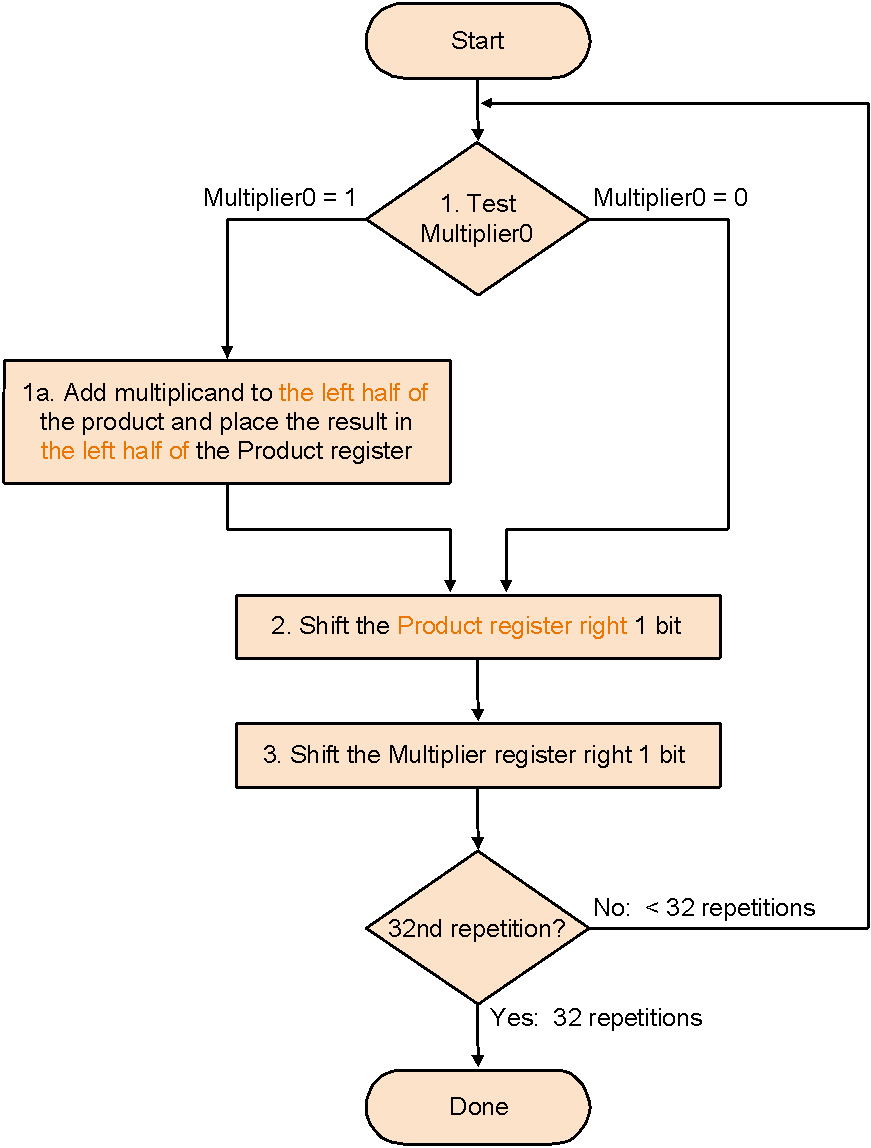 Start
Multiplier0 = 1
1. Test
Multiplier0
Multiplier0 = 0
1a. Add multiplicand to the left half of
the product and place the result in
the left half of the Product register
2. Shift the Product register right 1 bit
3. Shift the Multiplier register right 1 bit
32nd repetition?
No:  < 32 repetitions
Yes:  32 repetitions
Done